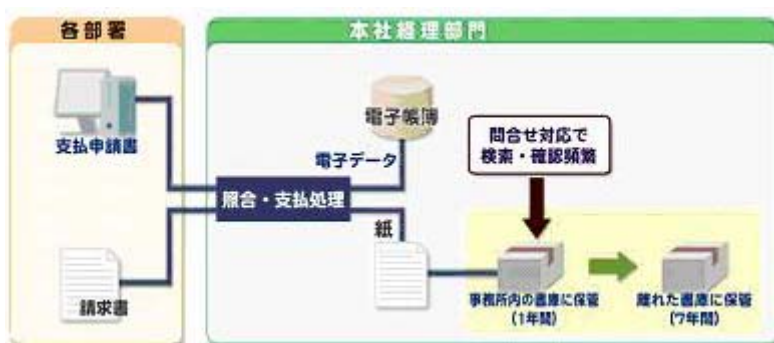 各部署
本社経理部門
支払申請書
電子帳簿
問合せ対応で
検索・確認頻繁
電子データ
照合・支払処理
紙
請求書
事務所内の書庫に保管
(1年間)
離れた書庫に保管
(7年間)